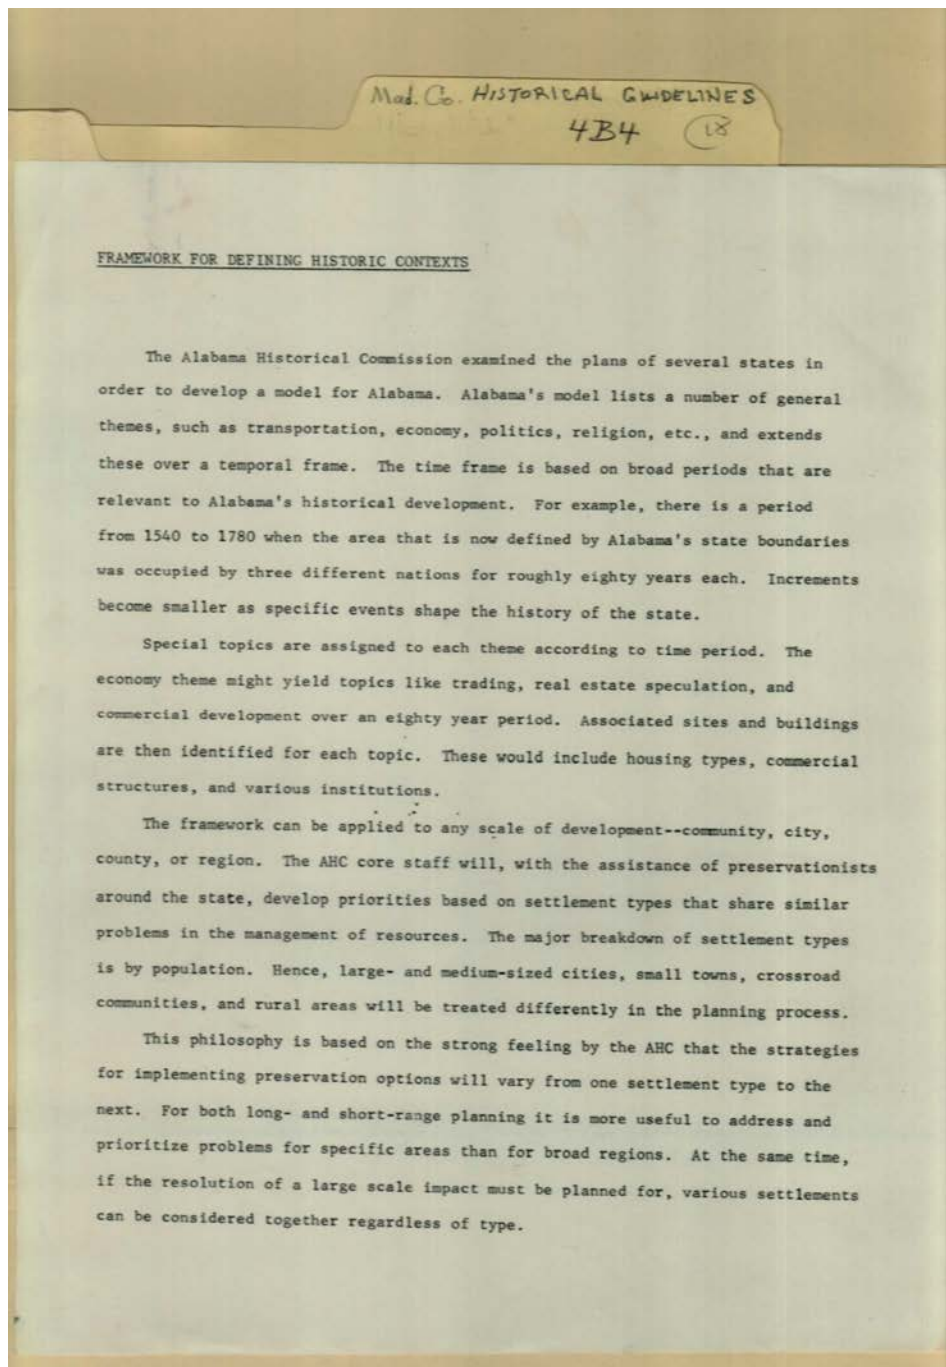 Mad. Co. HISTORICAL GUIDELINES
4B4 18
FRAMEWORK FOR DEFINING HISTORIC CONTEXTS
The Alabama Historical Commission examined the plans of several states in
order to develop a model for Alabama. Alabama's model lists a number of general
themes, such as transportation, economy, politics, religion, etc., and extends
these over a temporal frame. The time frame is based on broad periods that are
relevant to Alabama's historical development. For example, there is a period
from 1540 to 1780 when the area that is now defined by Alabama's state boundaries
was occupied by three different nations for roughly eighty years each. Increments
become smaller as specific events shape the history of the state.
Special topics are assigned to each theme according to time period. The
economy theme might yield topics like trading, real estate speculation, and
commercial development over an eighty year period. Associated sites and buildings
are then identified for each topic. These would include housing types, commercial
structures, and various institutions.
The framework can be applied to any scale of development--community, city,
county, or region. The AHC core staff will, with the assistance of preservationists
around the state, develop priorities based on settlement types that share similar
problems in the management of resources. The major breakdown of settlement types
is by population. Hence, large- and medium-sized cities, small towns, crossroad
communities, and rural areas will be treated differently in the planning process.
This philosophy is based on the strong feeling by the AHC that the strategies
for implementing preservation options will vary from one settlement type to the
next. For both long- and short-range planning it is more useful to address and
prioritize problems for specific areas than for broad regions. At the same time,
if the resolution of a large scale impact must be planned for, various settlements
can be considered together regardless of type.